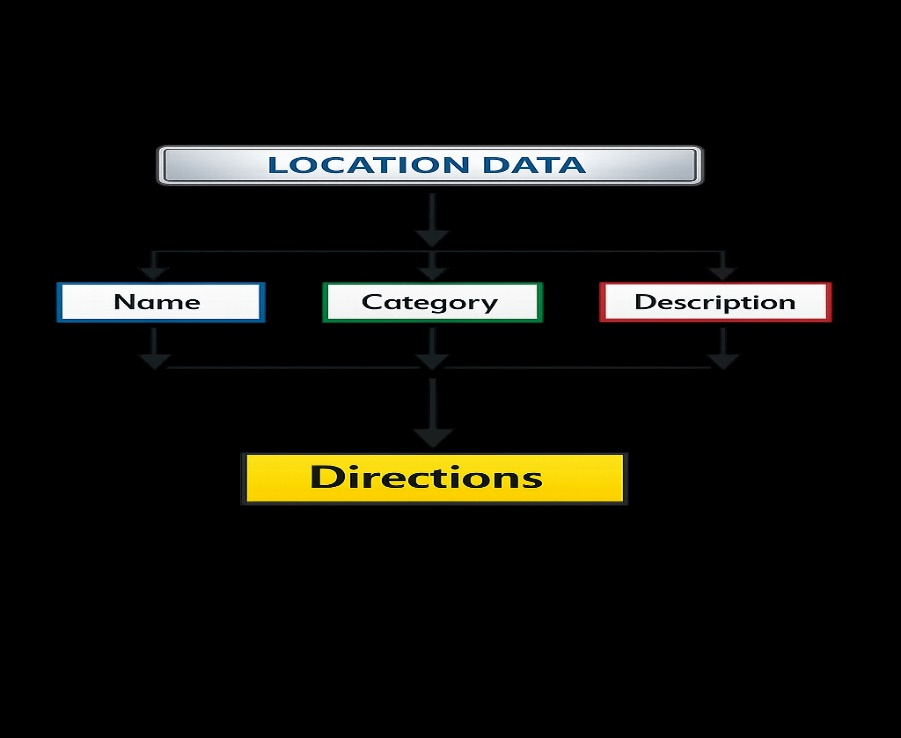 LOCATION DATA
Name
Category
Description
Directions